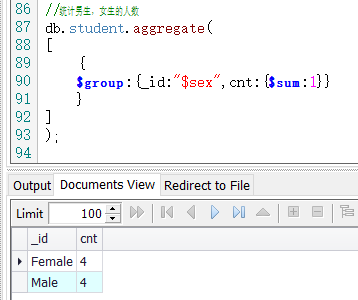 86 //统计男生，女生的人数
87 db.student.aggregate(
88 [
89 {
90 $group:{_id:"$sex",cnt:{$sum:1}}
91 }
92 ]
93 );
94
Output Documents View Redirect to File
Limit 100
_id cnt
Female 4
Male 4